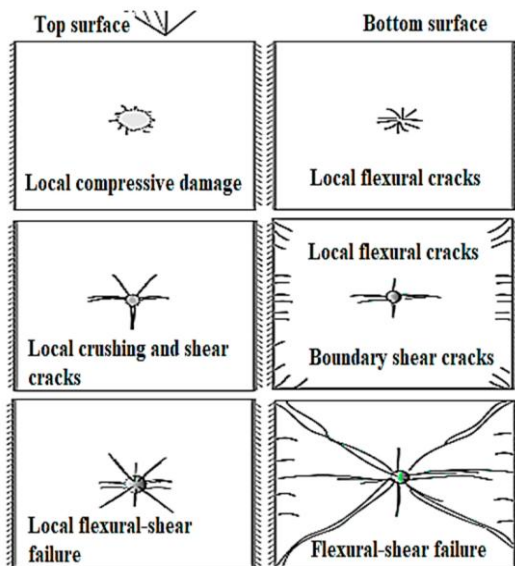 Top surface
Bottom surface
Local compressive damage
Local flexural cracks
Local crushing and shear
cracks
Local flexural cracks
Boundary shear cracks
Local flexural-shear
failure
Flexural-shear failure